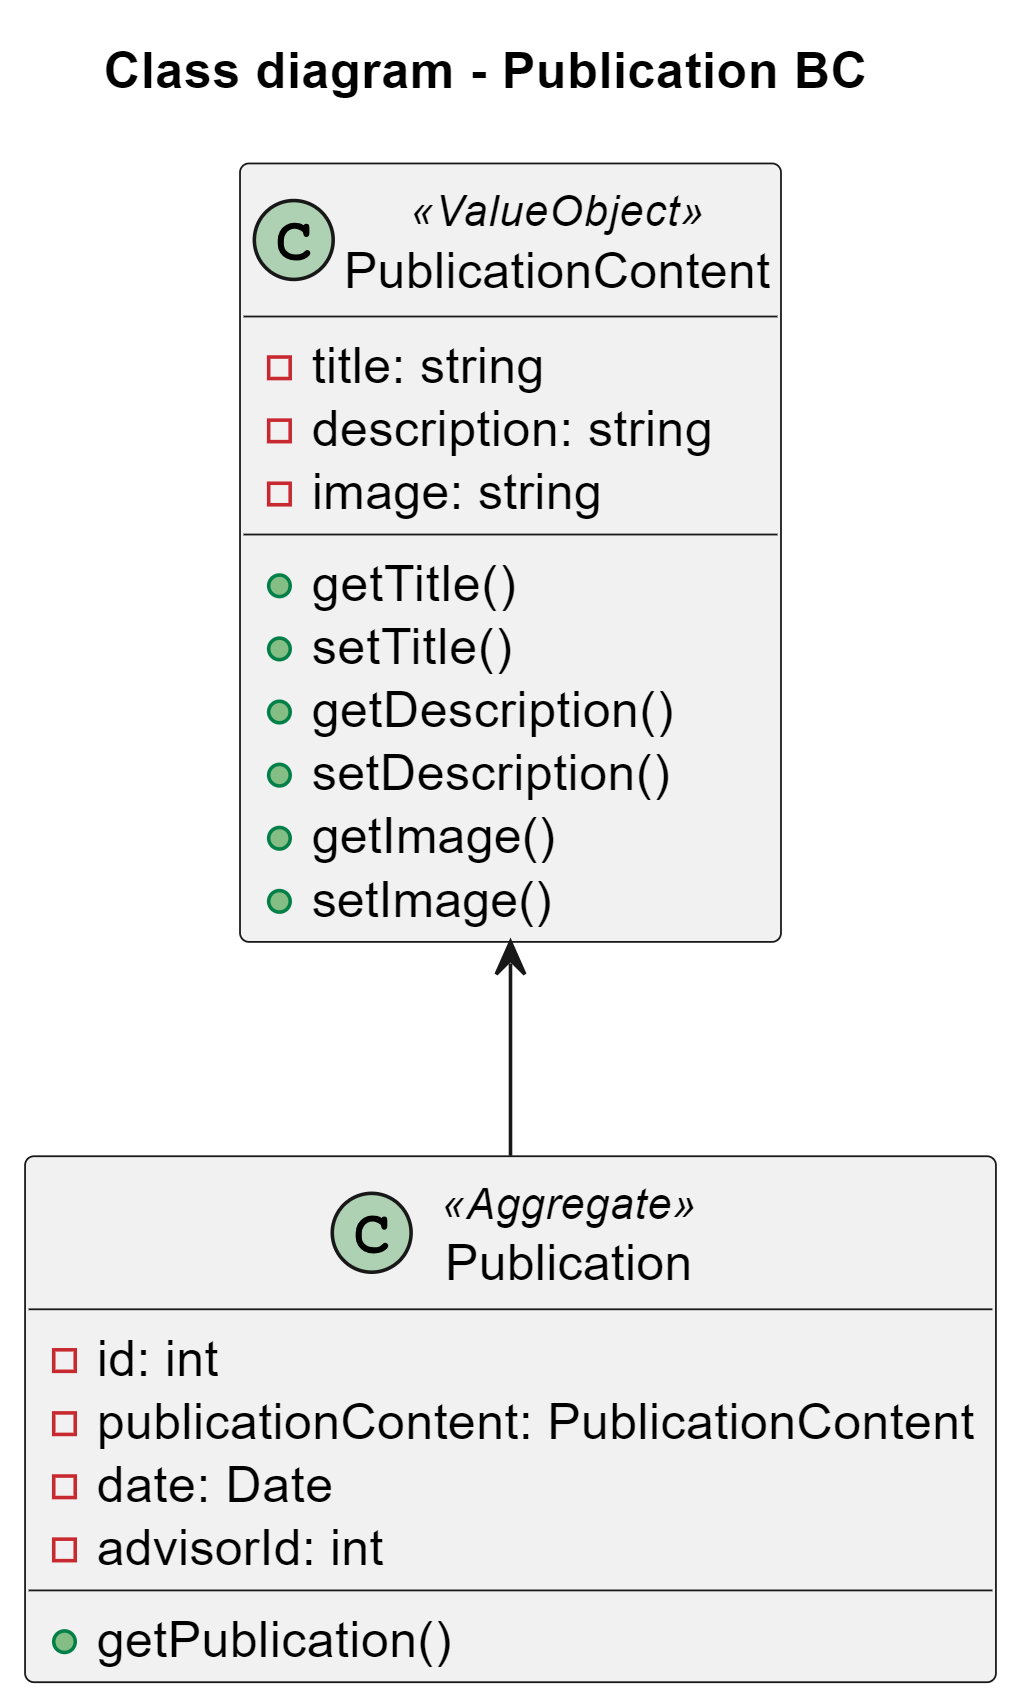 Class diagram - Publication BC
«ValueObject»
C PublicationContent
title: string
description: string
image: string
getTitle()
setTitle()
getDescription()
setDescription()
getImage()
setImage()
«Aggregate»
C Publication
id: int
publicationContent: PublicationContent
date: Date
advisorId: int
getPublication()